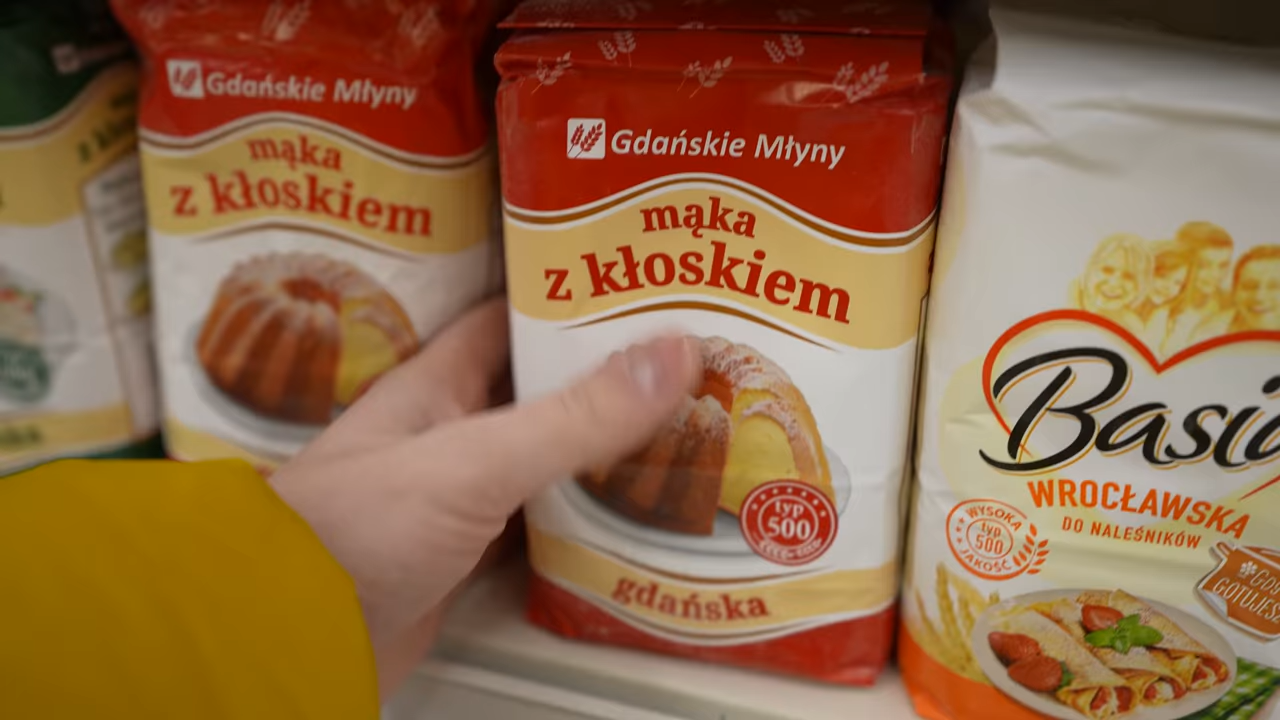 Gdańskie Młyny
mąka
z kłoskiem
Gdańskie Młyny
mąka
z kłoskiem
typ
500
gdańska
Basia
WROCŁAWSKA
DO NALEŚNIKÓW
WYSOKA
typ
500
JAKOŚĆ